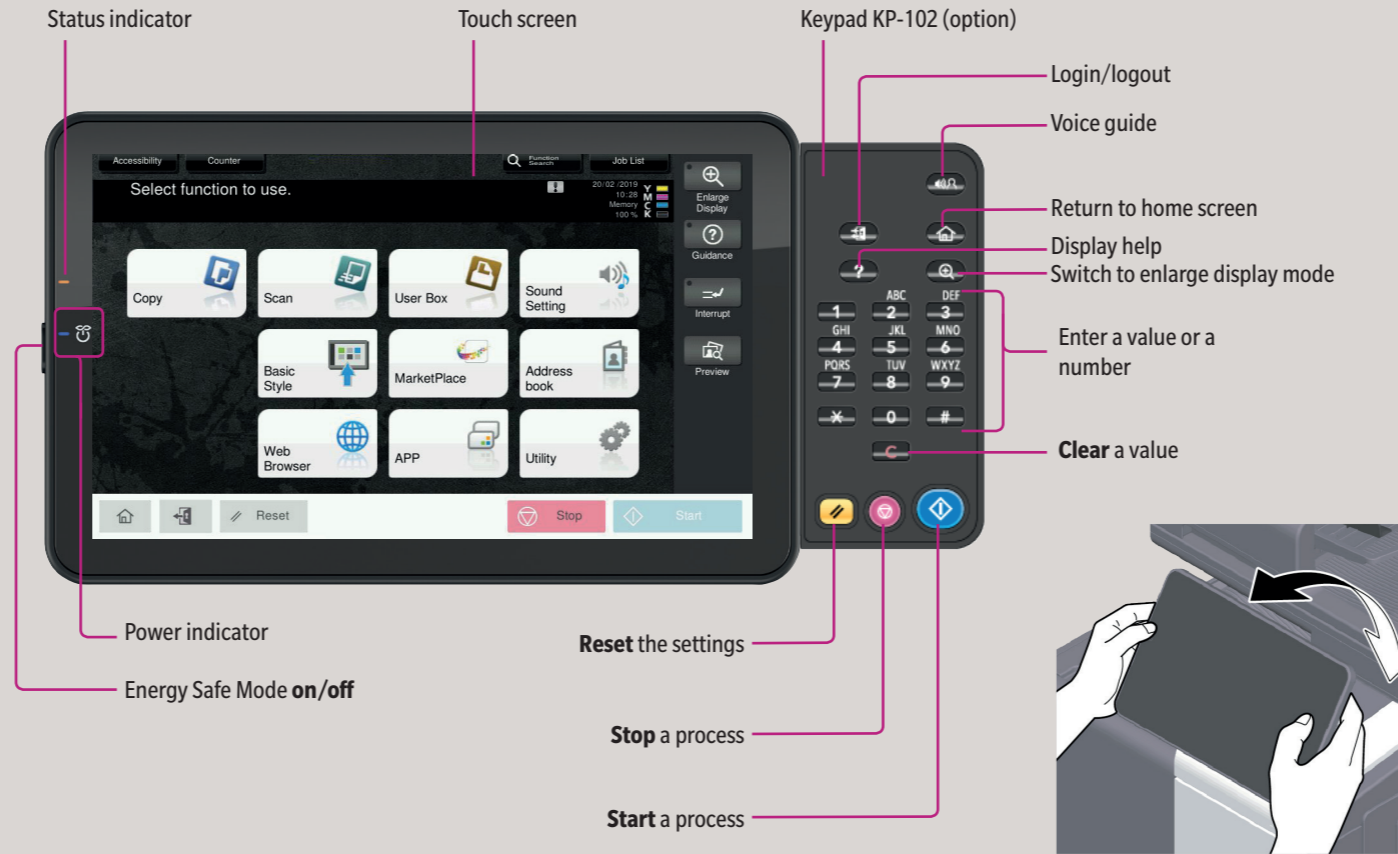 Status indicator
Touch screen
Keypad KP-102 (option)
Login/logout
Voice guide
Return to home screen
Display help
Switch to enlarge display mode
Enter a value or a
number
Clear a value
Accessibility
Counter
Function
Search
Job List
Select function to use.
20/02 /2019
10:28
Memory
100 %
Y
M
C
K
Enlarge
Display
Guidance
Interrupt
Preview
Copy
Scan
User Box
Sound
Setting
Basic
Style
MarketPlace
Address
book
Web
Browser
APP
Utility
Reset
Stop
Start
?
ABC DEF
1 2 3
GHI JKL MNO
4 5 6
PQRS TUV WXYZ
7 8 9
* 0 #
C
Power indicator
Energy Safe Mode on/off
Reset the settings
Stop a process
Start a process